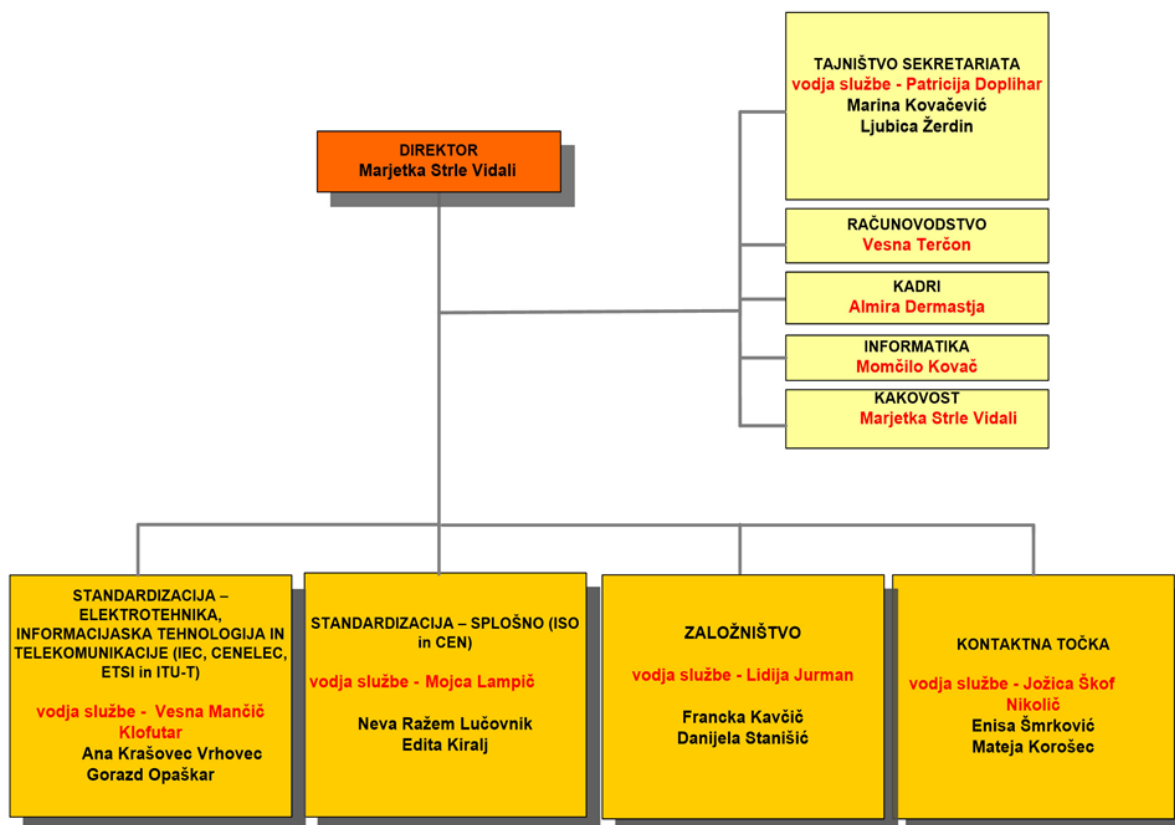 TAJNIŠTVO SEKRETARIATA
vodja službe - Patricija Doplihar
Marina Kovačević
Ljubica Žerdin
DIREKTOR
Marjetka Strle Vidali
RAČUNOVODSTVO
Vesna Terčon
KADRI
Almira Dermastja
INFORMATIKA
Momčilo Kovač
KAKOVOST
Marjetka Strle Vidali
STANDARDIZACIJA –
ELEKTROTEHNIKA,
INFORMACIJASKA TEHNOLOGIJA IN
TELEKOMUNIKACIJE (IEC, CENELEC,
ETSI in ITU-T)
vodja službe - Vesna Mančič
Klofutar
Ana Krašovec Vrhovec
Gorazd Opaškar
STANDARDIZACIJA – SPLOŠNO (ISO
in CEN)
vodja službe - Mojca Lampič
Neva Ražem Lučovnik
Edita Kiralj
ZALOŽNIŠTVO
vodja službe - Lidija Jurman
Francka Kavčič
Danijela Stanišić
KONTAKTNA TOČKA
vodja službe - Jožica Škof
Nikolič
Enisa Šmrković
Mateja Korošec